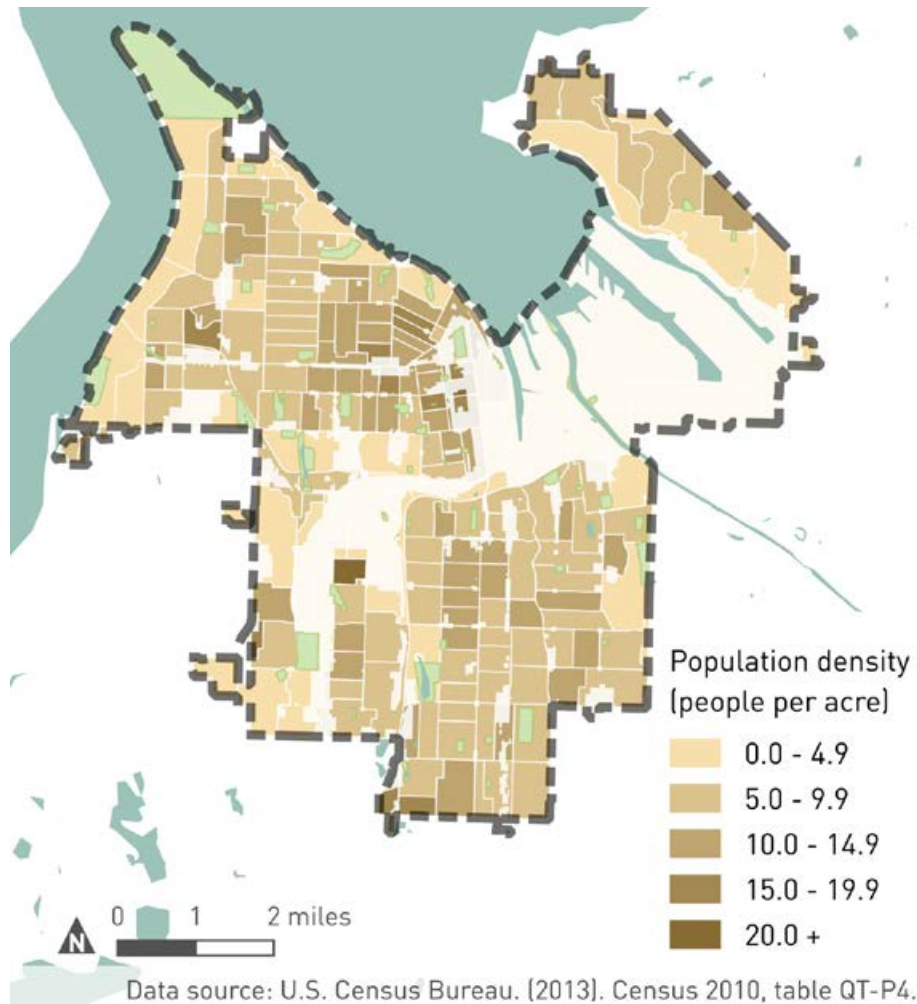 Population density
(people per acre)
0.0 - 4.9
5.0 - 9.9
10.0 - 14.9
15.0 - 19.9
20.0 +
0 1 2 miles
N
Data source: U.S. Census Bureau. (2013). Census 2010, table QT-P4.